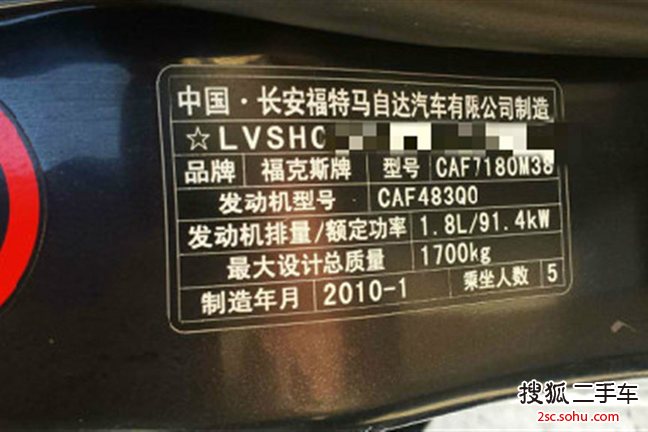 中国·长安福特马自达汽车有限公司制造
☆LVSHC
品牌 福克斯牌 型号 CAF7180M38
发动机型号 CAF483Q0
发动机排量/额定功率 1.8L/91.4kW
最大设计总质量 1700kg
制造年月 2010-1 乘坐人数 5
搜狐 二手车
2sc.sohu.com